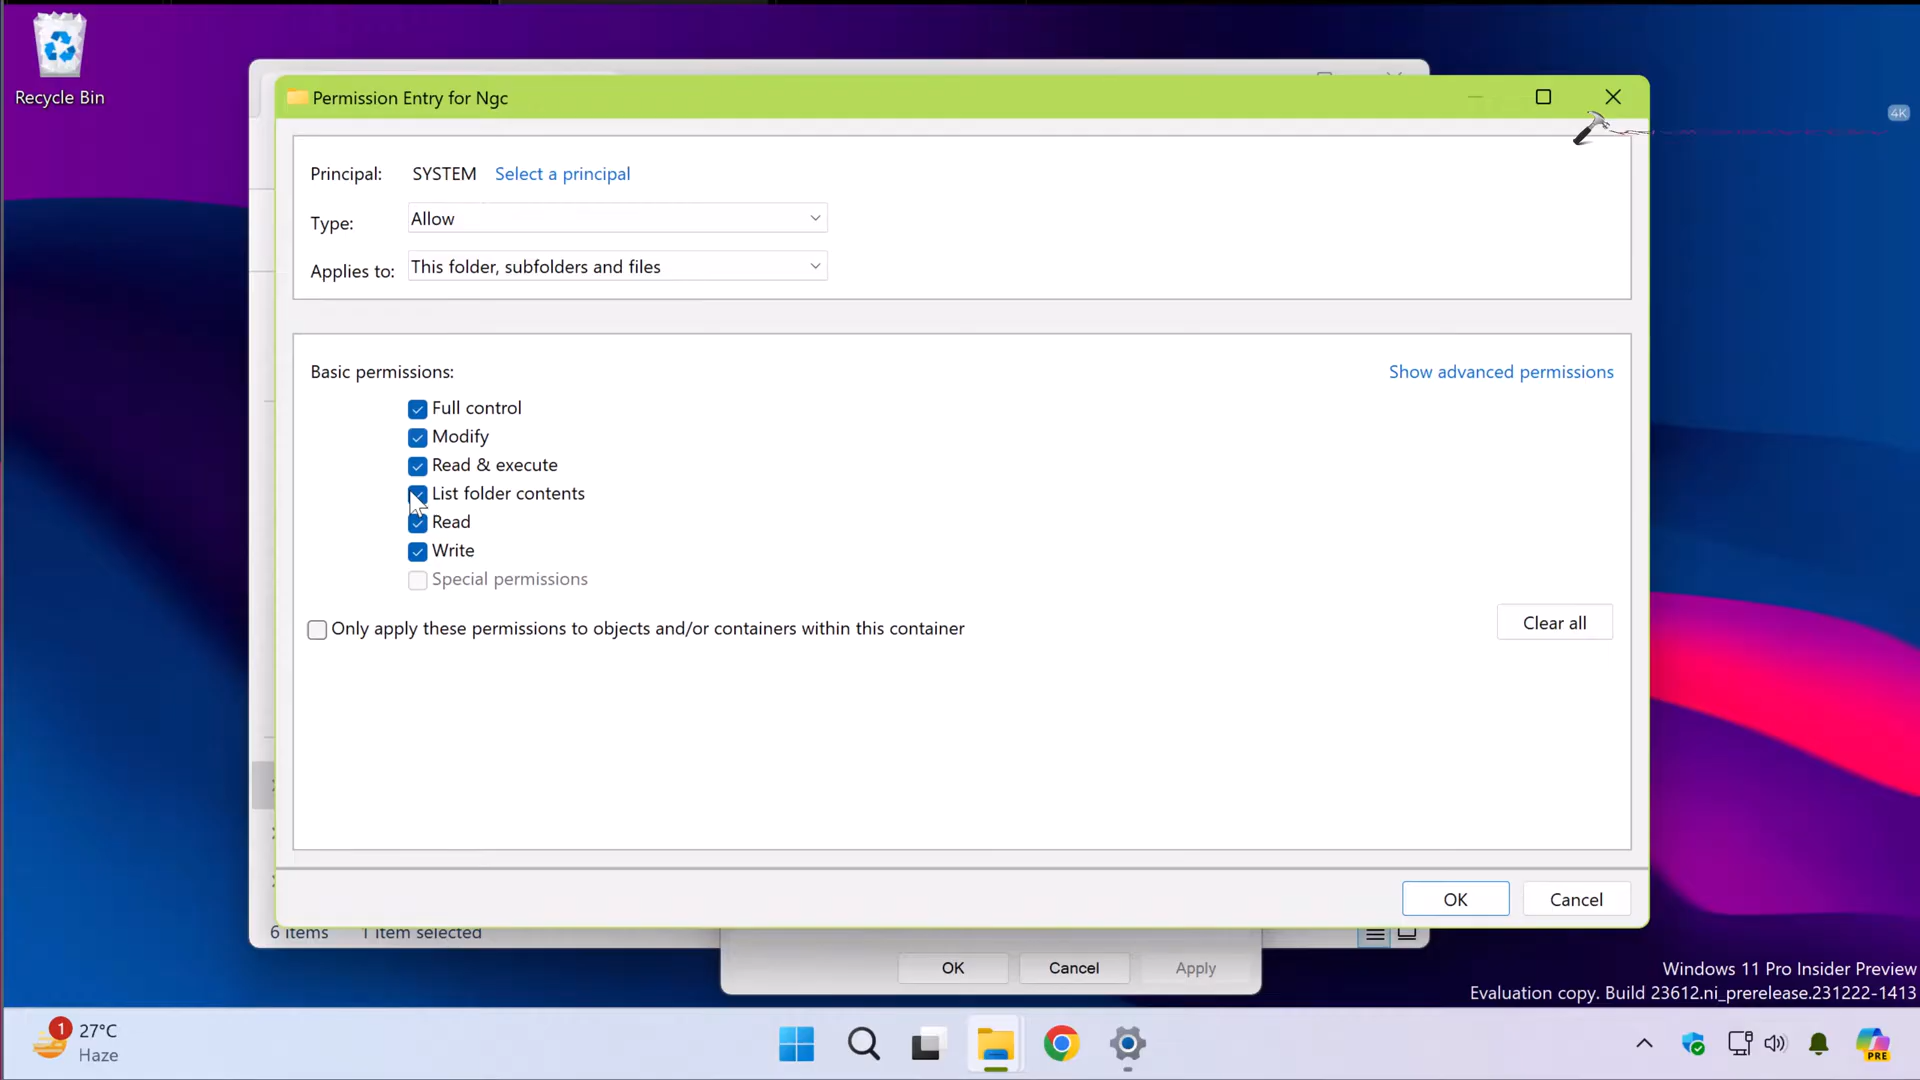 Recycle Bin
Permission Entry for Ngc
4K
Principal: SYSTEM Select a principal
Type: Allow
Applies to: This folder, subfolders and files
Basic permissions: Show advanced permissions
Full control
Modify
Read & execute
List folder contents
Read
Write
Special permissions
Only apply these permissions to objects and/or containers within this container
Clear all
OK Cancel
6 items 1 item selected
OK Cancel Apply
Windows 11 Pro Insider Preview
Evaluation copy. Build 23612.ni_prerelease.231222-1413
1 27°C
Haze
PRE